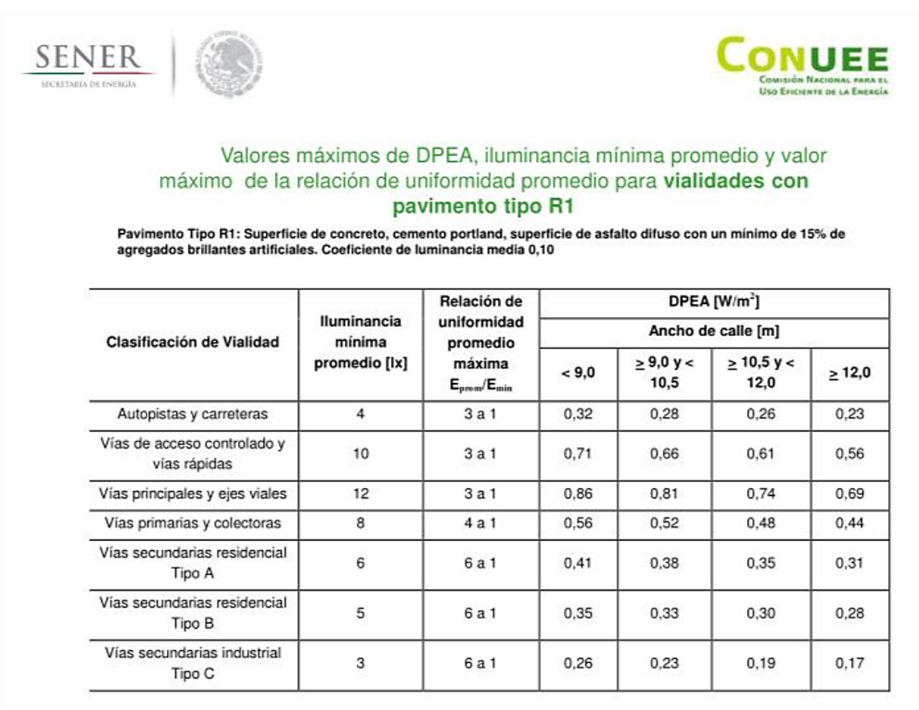 SENER
SECRETARÍA DE ENERGÍA
CONUEE
COMISIÓN NACIONAL PARA EL
USO EFICIENTE DE LA ENERGÍA
Valores máximos de DPEA, iluminancia mínima promedio y valor
máximo de la relación de uniformidad promedio para vialidades con
pavimento tipo R1
Pavimento Tipo R1: Superficie de concreto, cemento portland, superficie de asfalto difuso con un mínimo de 15% de
agregados brillantes artificiales. Coeficiente de luminancia media 0,10
Clasificación de Vialidad
Iluminancia
mínima
promedio [lx]
Relación de
uniformidad
promedio
máxima
Eprom/Emin
DPEA [W/m²]
Ancho de calle [m]
< 9,0
≥ 9,0 y <
10,5
≥ 10,5 y <
12,0
≥ 12,0
Autopistas y carreteras 4 3 a 1 0,32 0,28 0,26 0,23
Vías de acceso controlado y
vías rápidas 10 3 a 1 0,71 0,66 0,61 0,56
Vías principales y ejes viales 12 3 a 1 0,86 0,81 0,74 0,69
Vías primarias y colectoras 8 4 a 1 0,56 0,52 0,48 0,44
Vías secundarias residencial
Tipo A 6 6 a 1 0,41 0,38 0,35 0,31
Vías secundarias residencial
Tipo B 5 6 a 1 0,35 0,33 0,30 0,28
Vías secundarias industrial
Tipo C 3 6 a 1 0,26 0,23 0,19 0,17